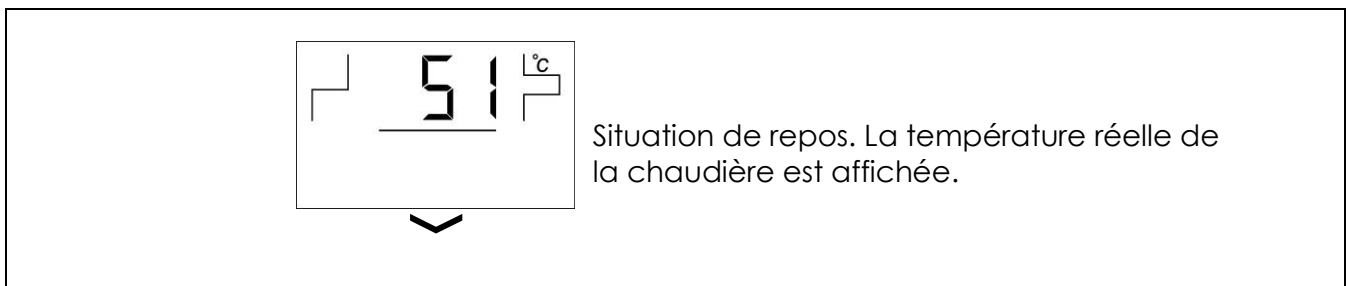 51 °C
Situation de repos. La température réelle de
la chaudière est affichée.